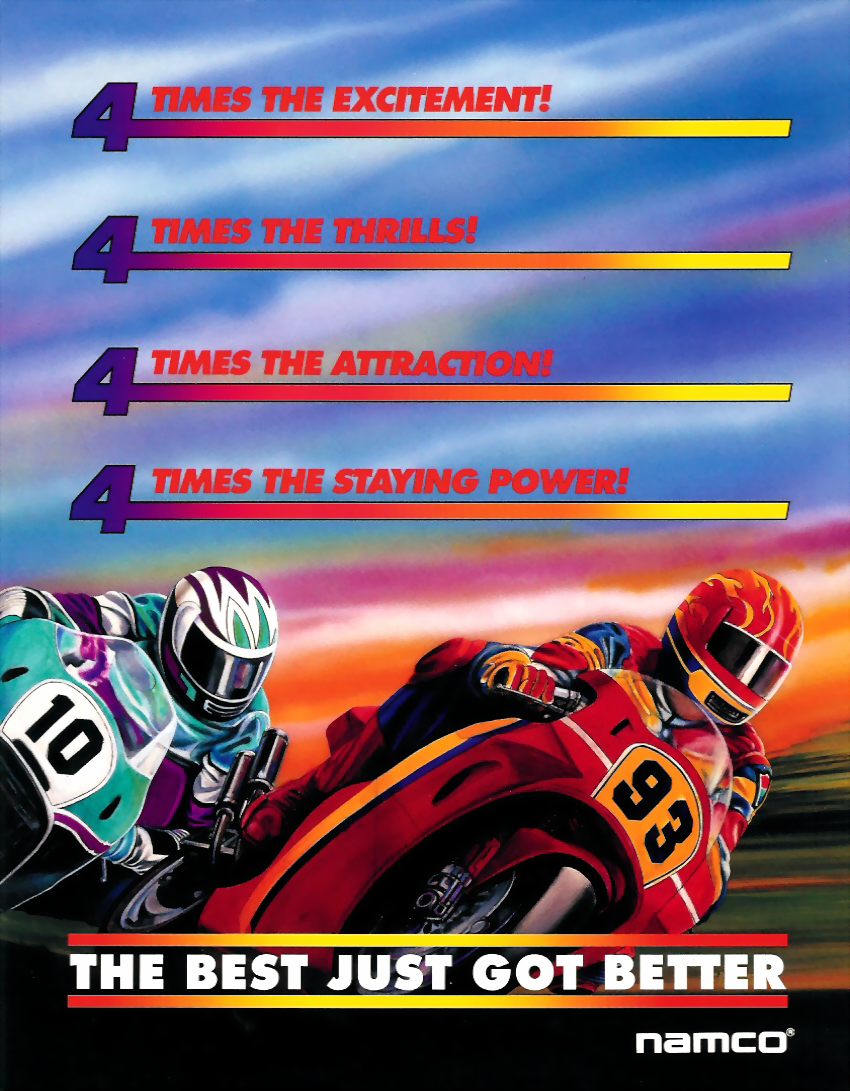 4 TIMES THE EXCITEMENT!
4 TIMES THE THRILLS!
4 TIMES THE ATTRACTION!
4 TIMES THE STAYING POWER!
10
93
THE BEST JUST GOT BETTER
namco®